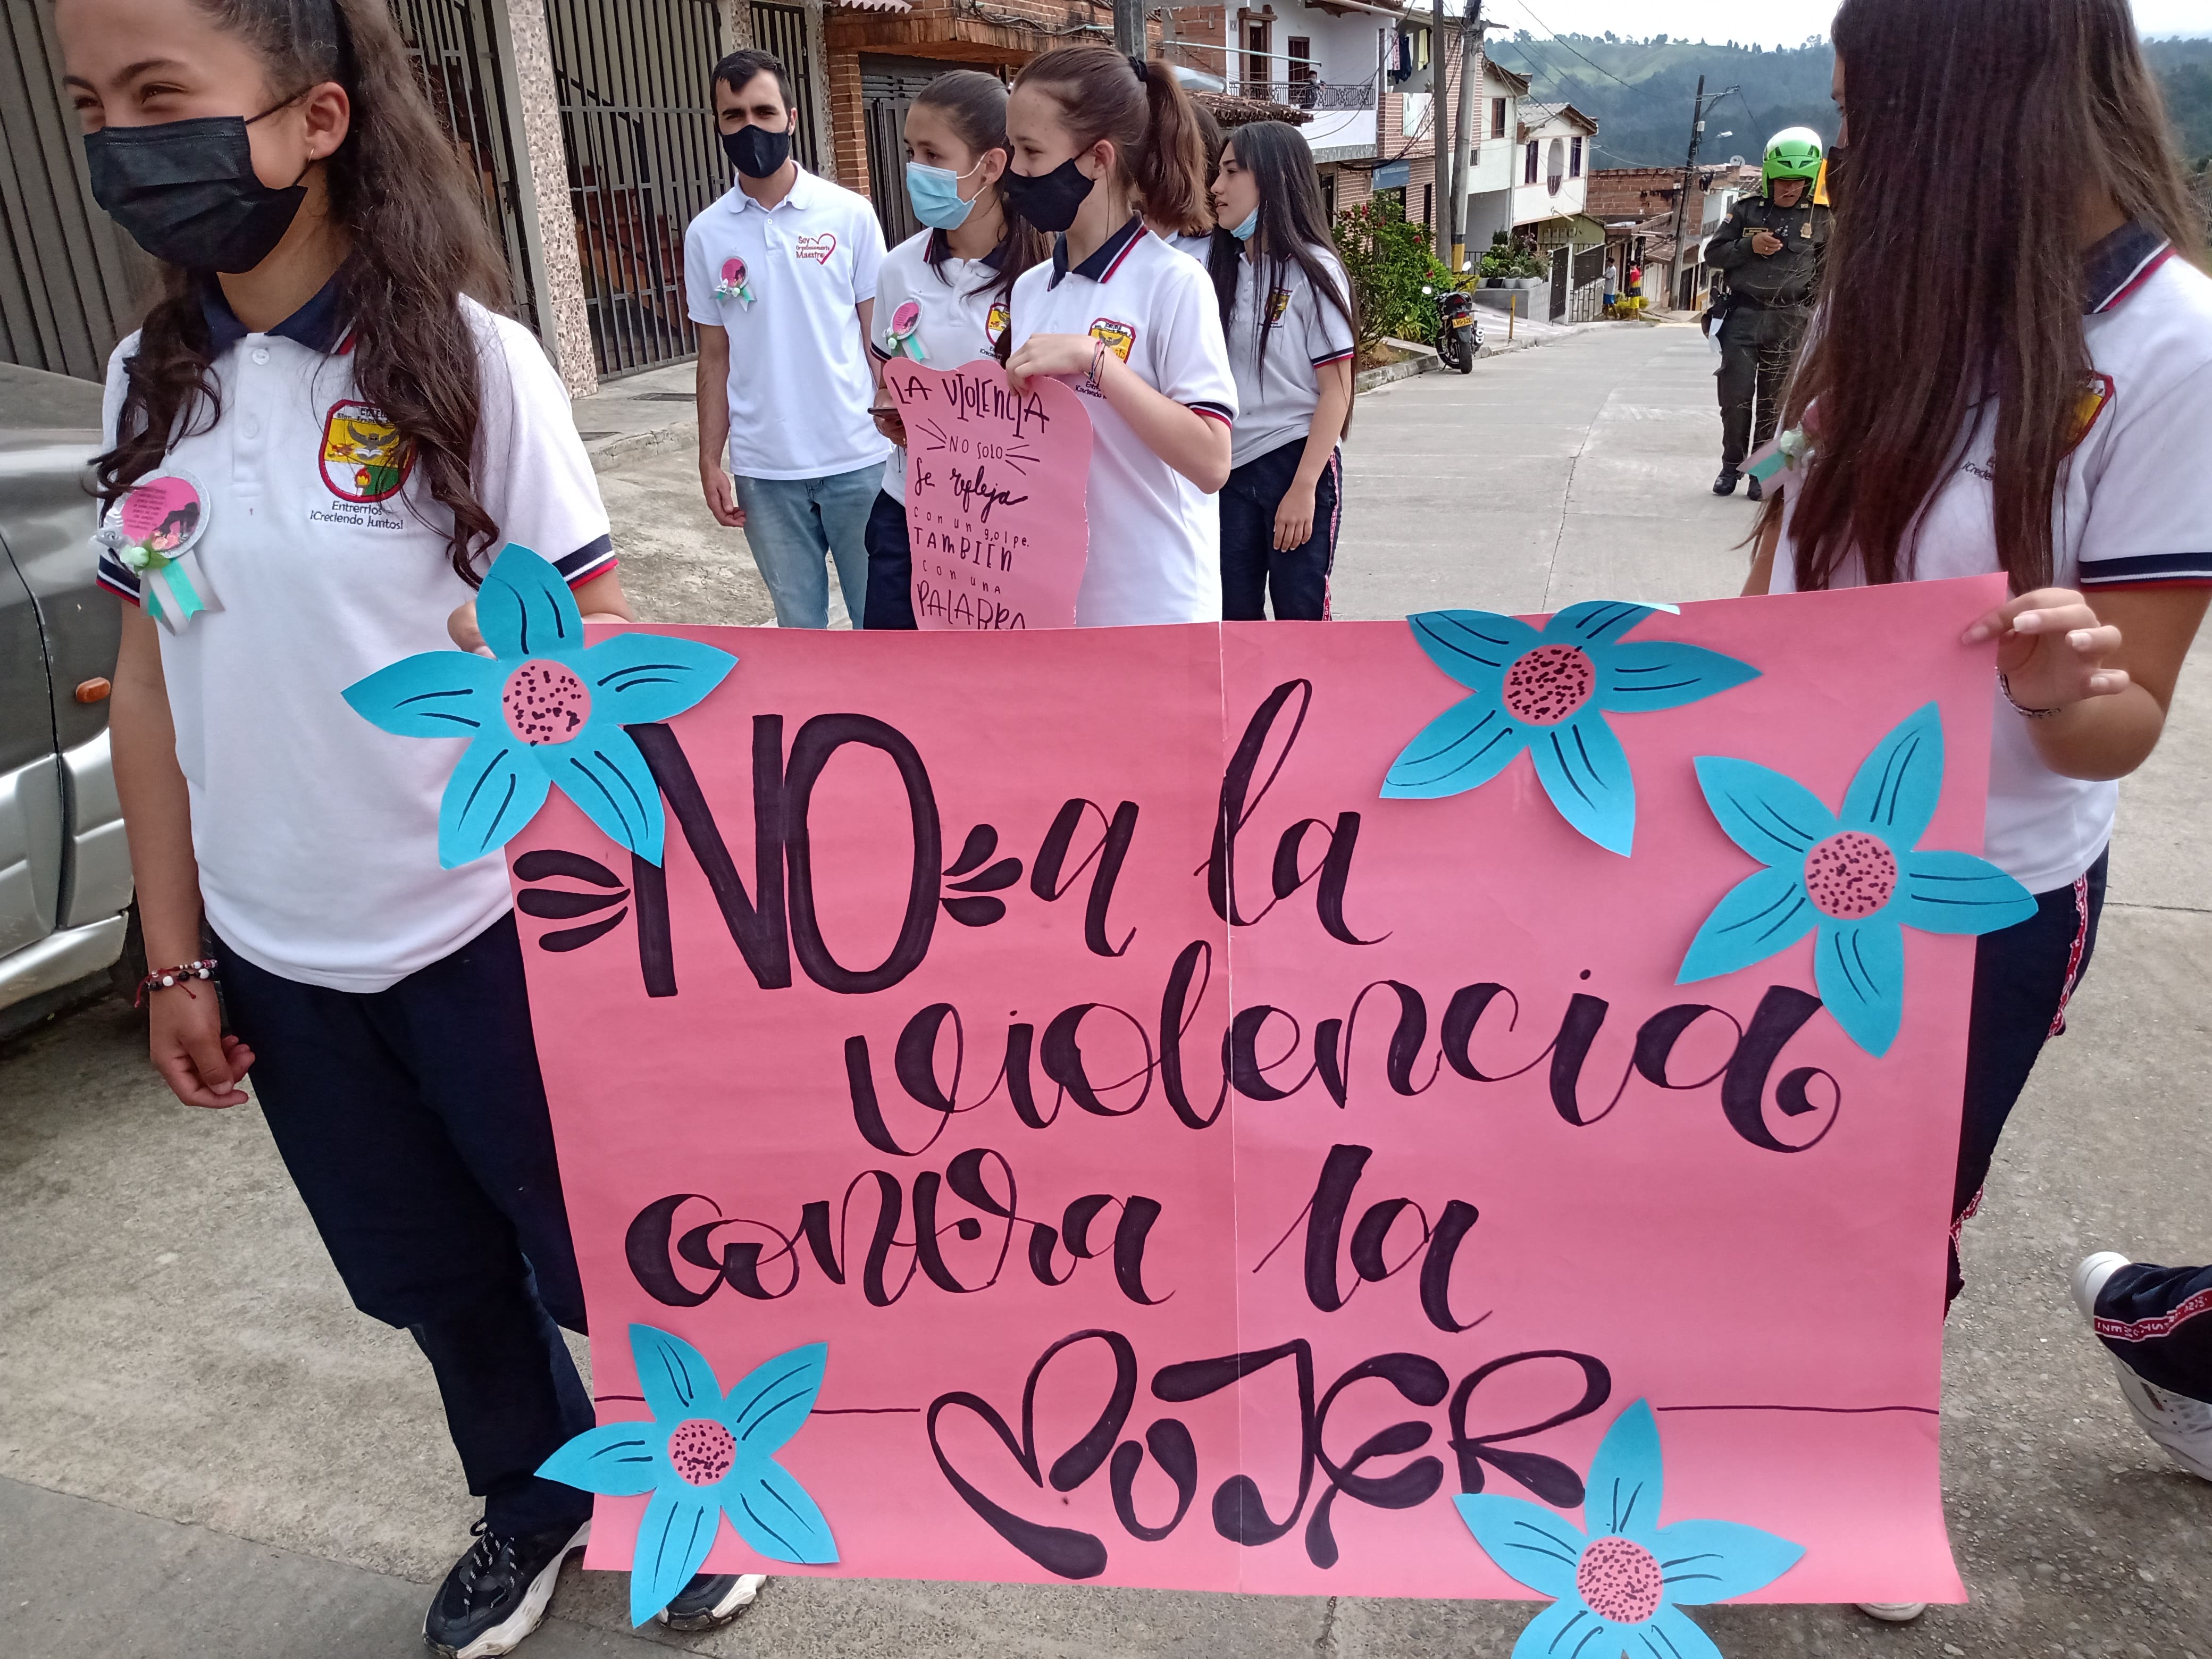 Soy
Orgullosamente
Maestro
LA VIOLENCIA
NO SOLO
Se refleja
con un golpe.
TAMBIÉN
con una
PALABRA
Entrerríos
¡Creciendo Juntos!
NO a la
violencia
contra la
MUJER